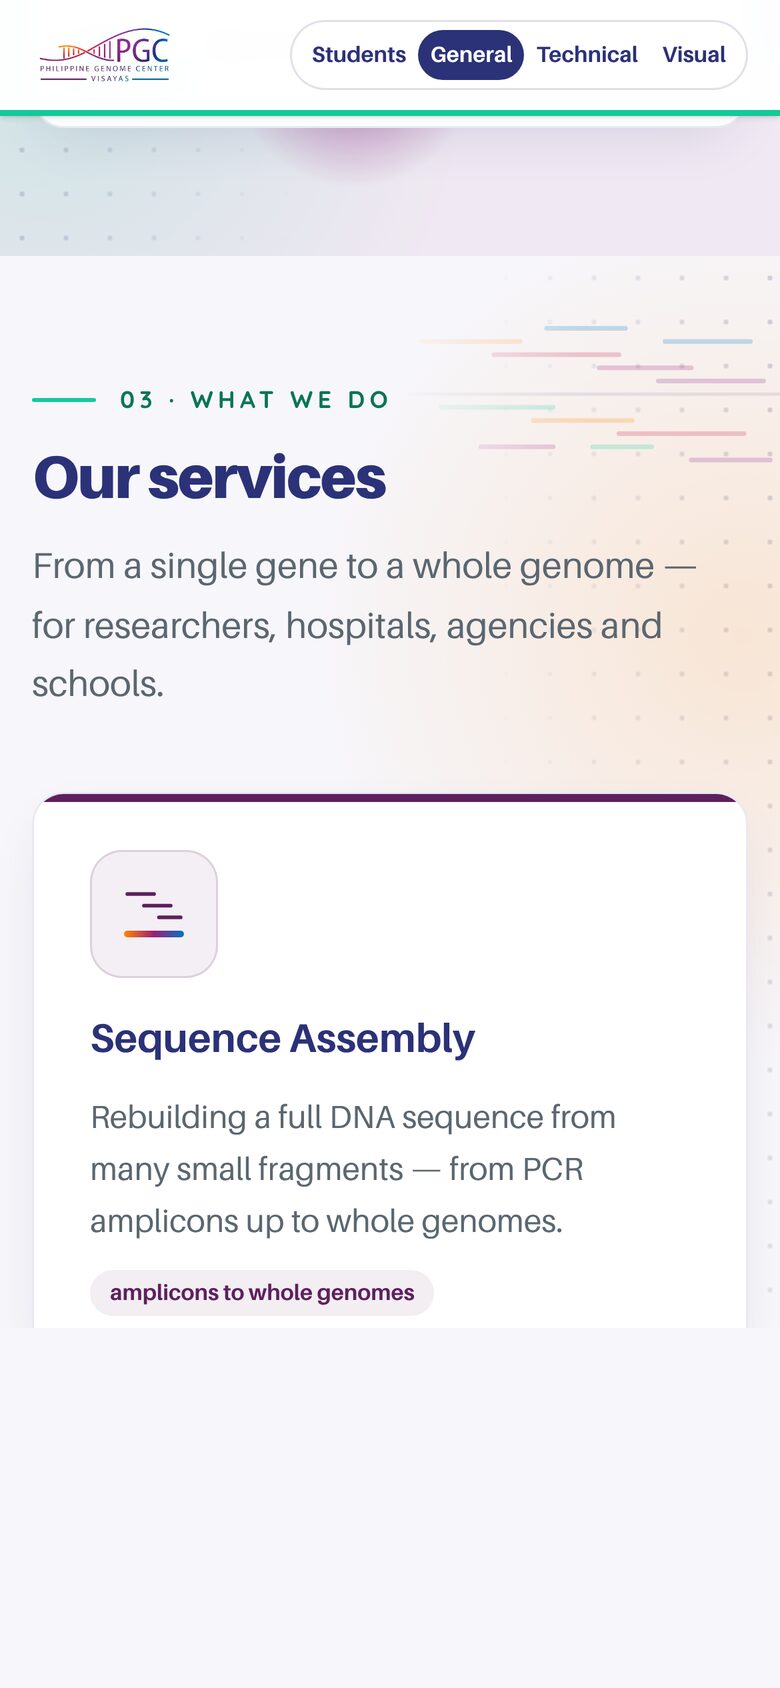 PGC
PHILIPPINE GENOME CENTER
VISAYAS
Students General Technical Visual
03 · WHAT WE DO
Our services
From a single gene to a whole genome —
for researchers, hospitals, agencies and
schools.
Sequence Assembly
Rebuilding a full DNA sequence from
many small fragments — from PCR
amplicons up to whole genomes.
amplicons to whole genomes